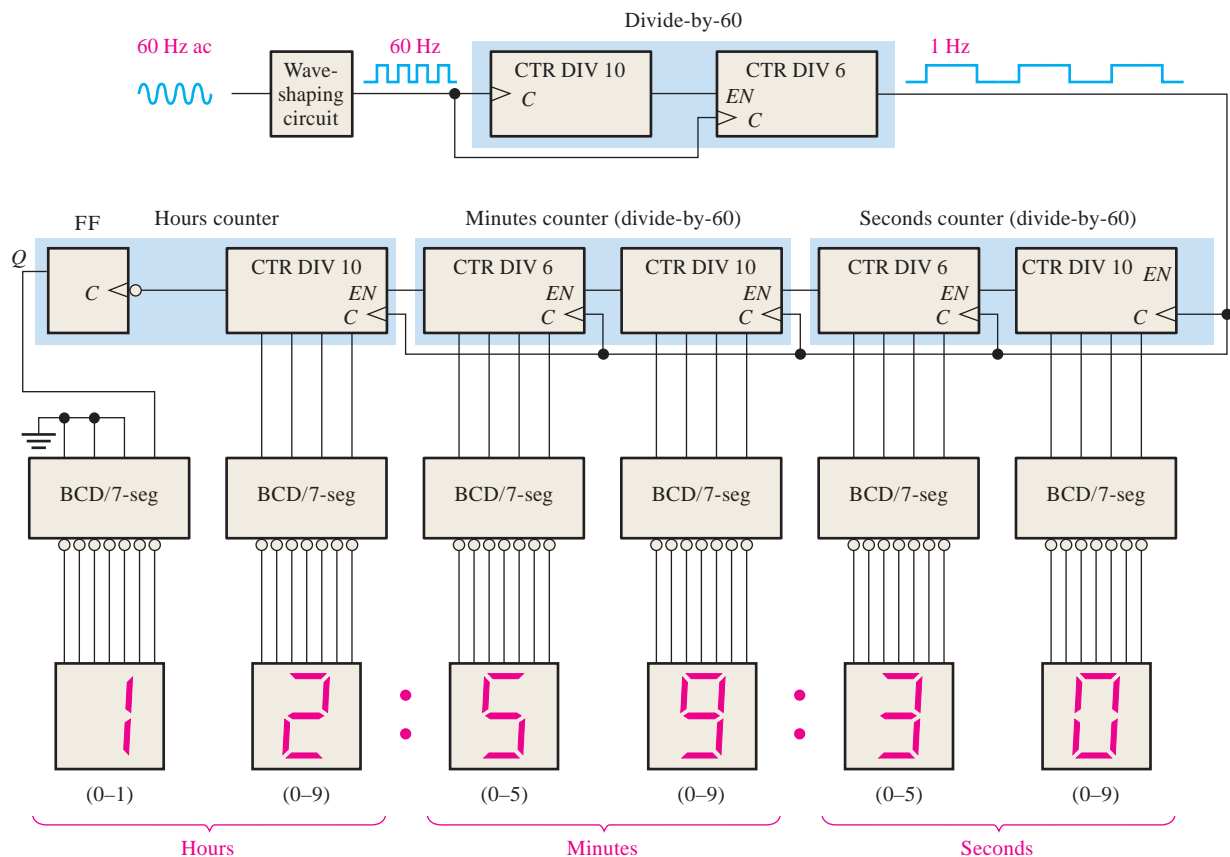 Divide-by-60
60 Hz ac
60 Hz
1 Hz
Wave-
shaping
circuit
CTR DIV 10
C
CTR DIV 6
EN
C
FF
Hours counter
Minutes counter (divide-by-60)
Seconds counter (divide-by-60)
Q
C
CTR DIV 10
EN
C
CTR DIV 6
EN
C
CTR DIV 10
EN
C
CTR DIV 6
EN
C
CTR DIV 10
EN
C
BCD/7-seg
BCD/7-seg
BCD/7-seg
BCD/7-seg
BCD/7-seg
BCD/7-seg
1 2 : 5 9 : 3 0
(0–1)
(0–9)
(0–5)
(0–9)
(0–5)
(0–9)
Hours
Minutes
Seconds